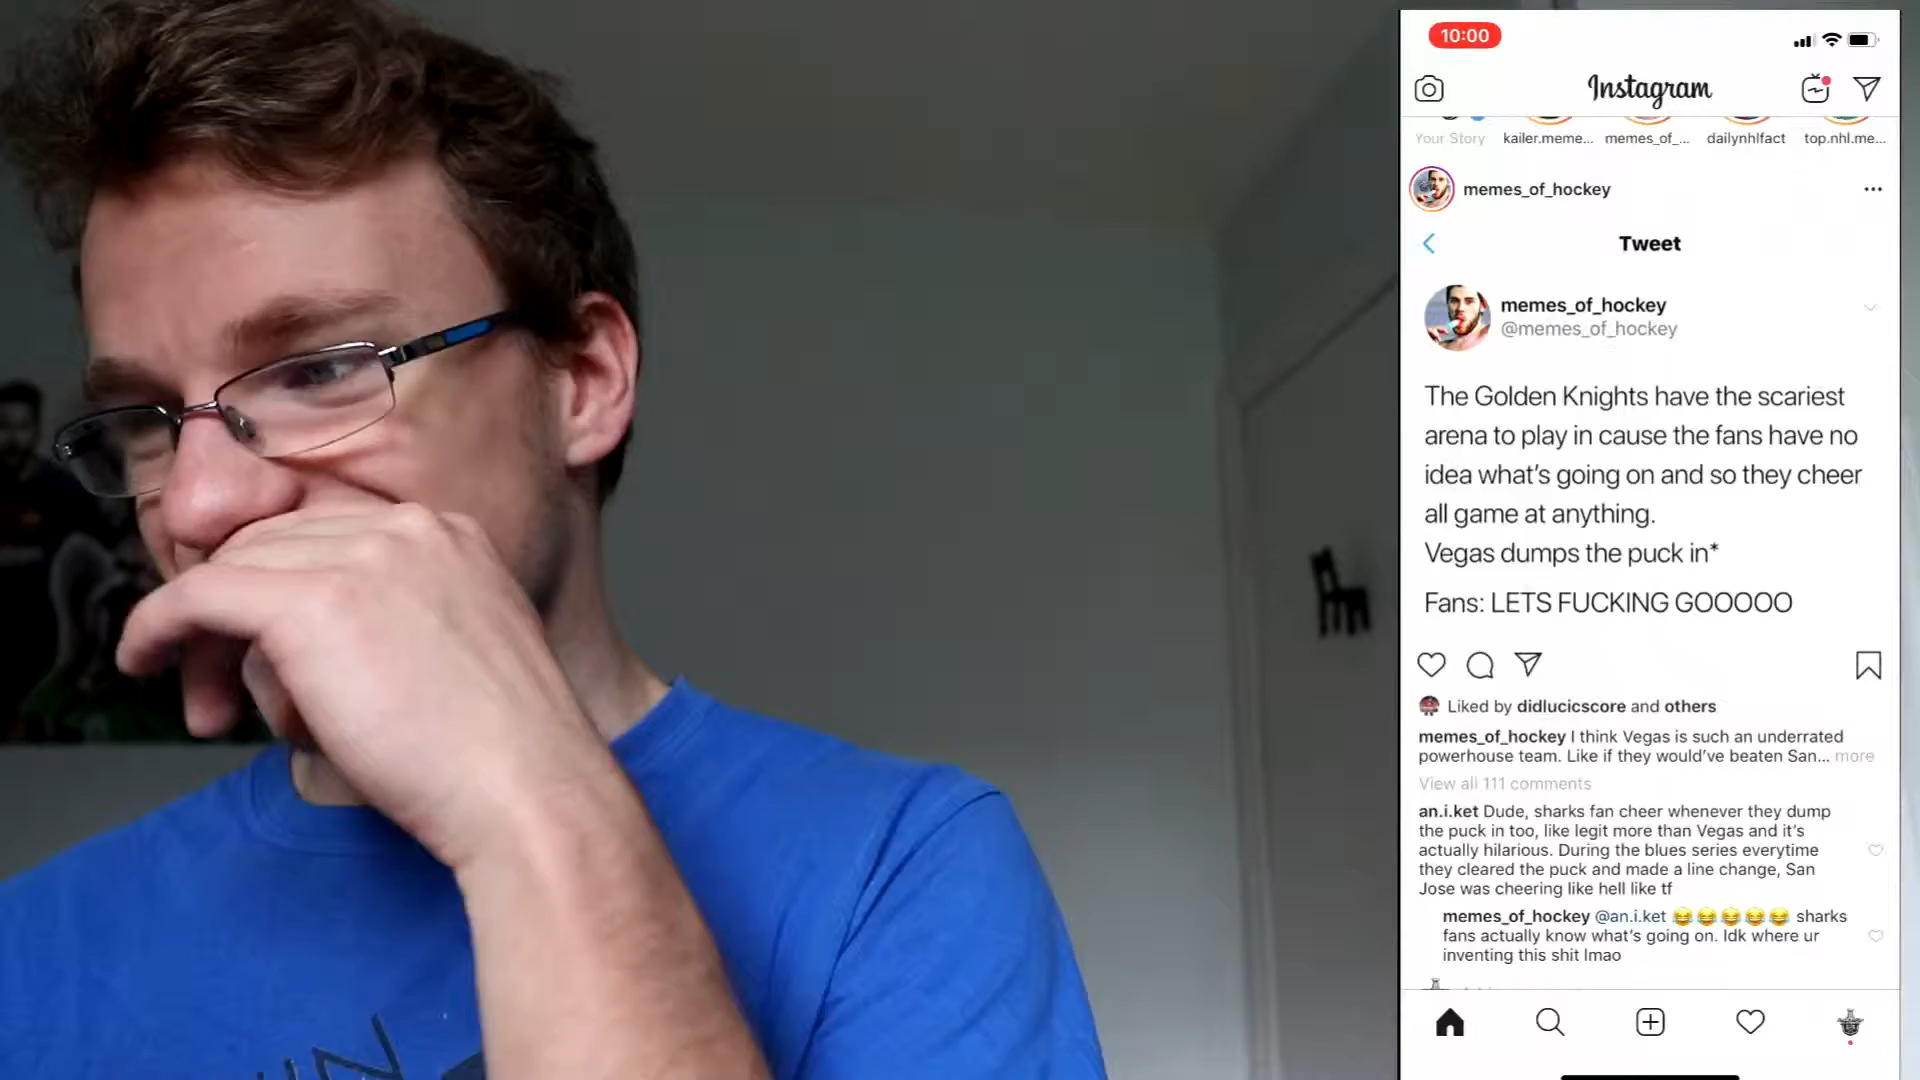 10:00
Instagram
Your Story
kailer.meme...
memes_of_...
dailynhlfact
top.nhl.me...
memes_of_hockey
Tweet
memes_of_hockey
@memes_of_hockey
The Golden Knights have the scariest
arena to play in cause the fans have no
idea what's going on and so they cheer
all game at anything.
Vegas dumps the puck in*
Fans: LETS FUCKING GOOOOO
Liked by didlucicscore and others
memes_of_hockey I think Vegas is such an underrated
powerhouse team. Like if they would've beaten San... more
View all 111 comments
an.i.ket Dude, sharks fan cheer whenever they dump
the puck in too, like legit more than Vegas and it's
actually hilarious. During the blues series everytime
they cleared the puck and made a line change, San
Jose was cheering like hell like tf
memes_of_hockey @an.i.ket 😂😂😂😂😂 sharks
fans actually know what's going on. Idk where ur
inventing this shit lmao